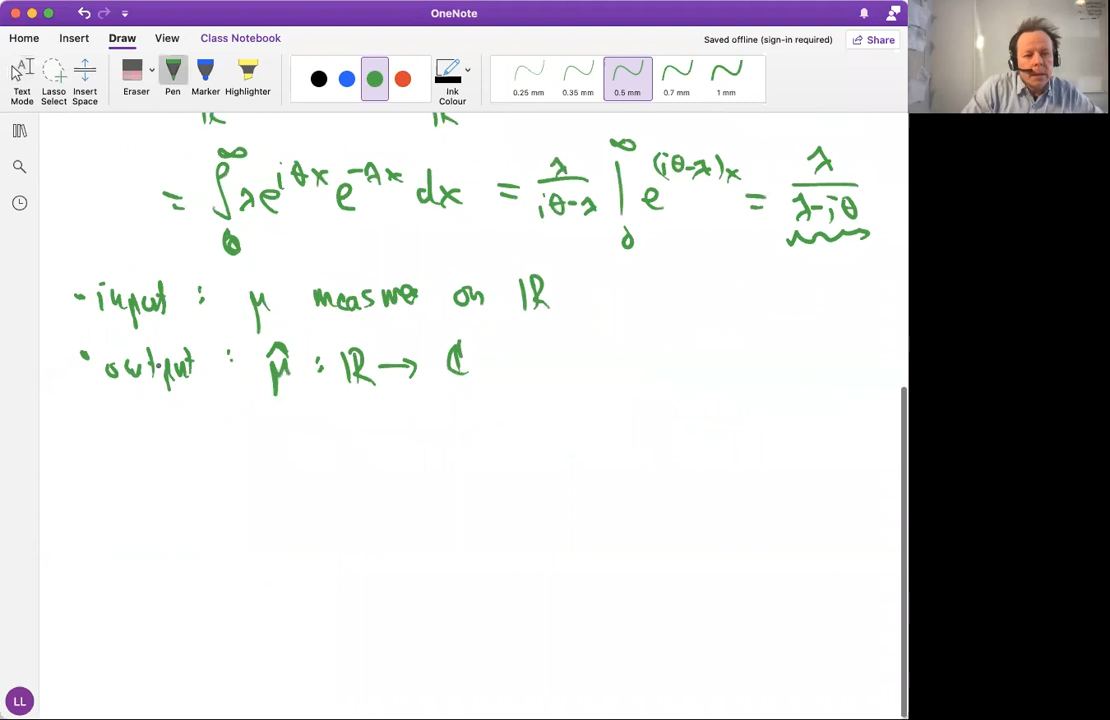 OneNote
Home Insert Draw View Class Notebook
Saved offline (sign-in required) Share
Text Mode Lasso Select Insert Space Eraser Pen Marker Highlighter Ink Colour 0.25 mm 0.35 mm 0.5 mm 0.7 mm 1 mm
ℝ ℝ
= ∫_0^∞ λe^{iθx} e^{-λx} dx = λ/(iθ-λ) |_0^∞ e^{(iθ-λ)x} = λ/(λ-iθ)
• input : μ measure on ℝ
• output : μ̂ : ℝ → ℂ
LL